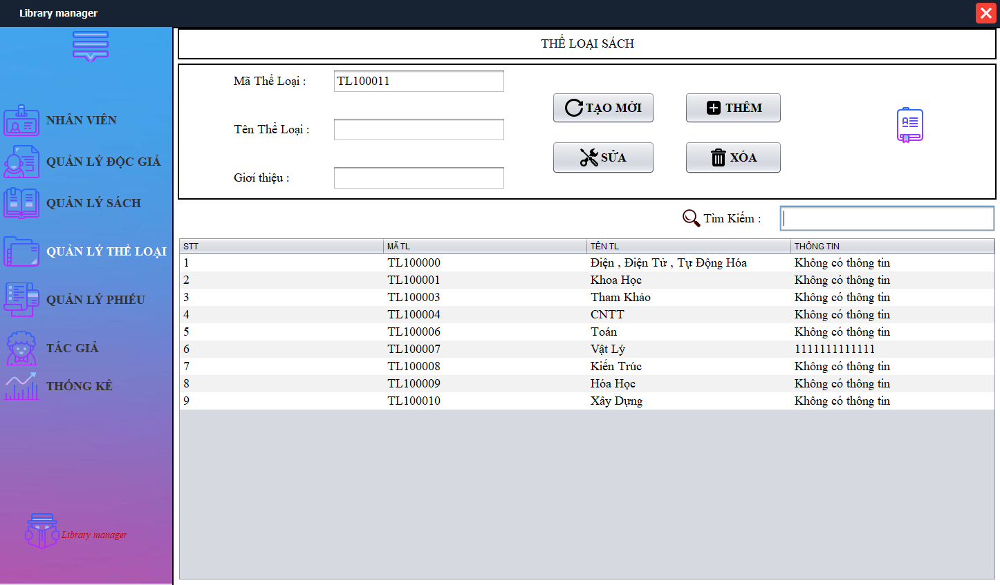 Library manager
THỂ LOẠI SÁCH
NHÂN VIÊN
QUẢN LÝ ĐỘC GIẢ
QUẢN LÝ SÁCH
QUẢN LÝ THỂ LOẠI
QUẢN LÝ PHIẾU
TÁC GIẢ
THỐNG KÊ
Library manager
Mã Thể Loại : TL100011
Tên Thể Loại :
Giới thiệu :
TẠO MỚI THÊM
SỬA XÓA
Tìm Kiếm :
STT MÃ TL TÊN TL THÔNG TIN
1 TL100000 Điện , Điện Tử , Tự Động Hóa Không có thông tin
2 TL100001 Khoa Học Không có thông tin
3 TL100003 Tham Khảo Không có thông tin
4 TL100004 CNTT Không có thông tin
5 TL100006 Toán Không có thông tin
6 TL100007 Vật Lý 1111111111111
7 TL100008 Kiến Trúc Không có thông tin
8 TL100009 Hóa Học Không có thông tin
9 TL100010 Xây Dựng Không có thông tin